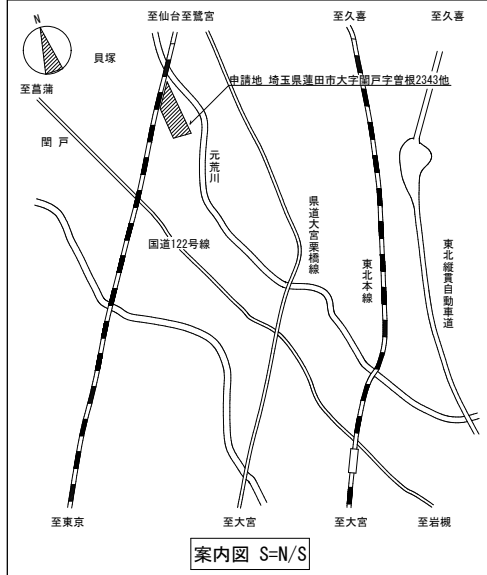 至仙台至鷺宮
至久喜
至久喜
N
貝塚
申請地 埼玉県蓮田市大字閏戸字曽根2343他
至菖蒲
閏戸
元荒川
県道大宮栗橋線
国道122号線
東北本線
東北縦貫自動車道
至東京
至大宮
至大宮
至岩槻
案内図 S=N/S